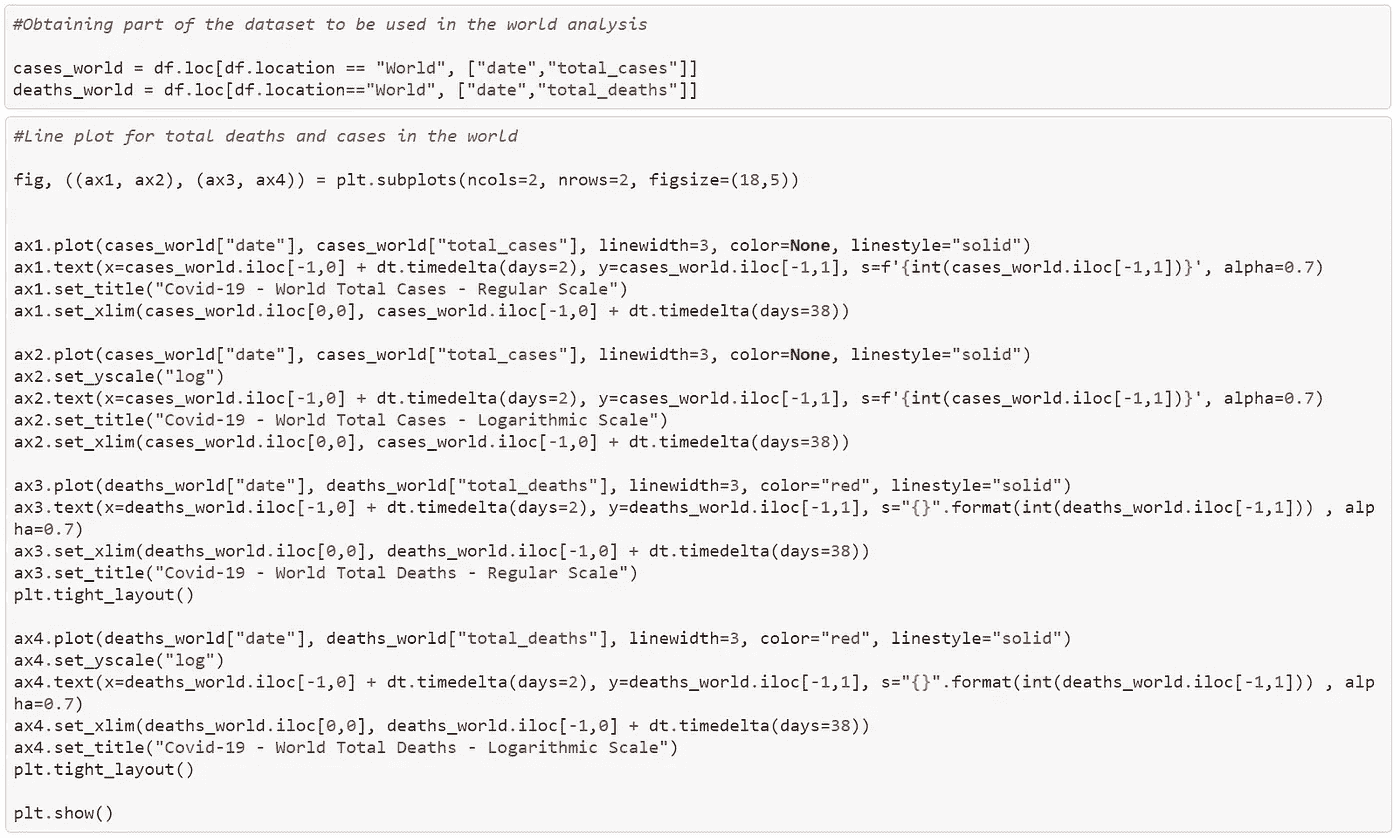 #Obtaining part of the dataset to be used in the world analysis
cases_world = df.loc[df.location == "World", ["date","total_cases"]]
deaths_world = df.loc[df.location=="World", ["date","total_deaths"]]
#Line plot for total deaths and cases in the world
fig, ((ax1, ax2), (ax3, ax4)) = plt.subplots(ncols=2, nrows=2, figsize=(18,5))
ax1.plot(cases_world["date"], cases_world["total_cases"], linewidth=3, color=None, linestyle="solid")
ax1.text(x=cases_world.iloc[-1,0] + dt.timedelta(days=2), y=cases_world.iloc[-1,1], s=f'{int(cases_world.iloc[-1,1])}', alpha=0.7)
ax1.set_title("Covid-19 - World Total Cases - Regular Scale")
ax1.set_xlim(cases_world.iloc[0,0], cases_world.iloc[-1,0] + dt.timedelta(days=38))
ax2.plot(cases_world["date"], cases_world["total_cases"], linewidth=3, color=None, linestyle="solid")
ax2.set_yscale("log")
ax2.text(x=cases_world.iloc[-1,0] + dt.timedelta(days=2), y=cases_world.iloc[-1,1], s=f'{int(cases_world.iloc[-1,1])}', alpha=0.7)
ax2.set_title("Covid-19 - World Total Cases - Logarithmic Scale")
ax2.set_xlim(cases_world.iloc[0,0], cases_world.iloc[-1,0] + dt.timedelta(days=38))
ax3.plot(deaths_world["date"], deaths_world["total_deaths"], linewidth=3, color="red", linestyle="solid")
ax3.text(x=deaths_world.iloc[-1,0] + dt.timedelta(days=2), y=deaths_world.iloc[-1,1], s="{}".format(int(deaths_world.iloc[-1,1])) , alp
ha=0.7)
ax3.set_xlim(deaths_world.iloc[0,0], deaths_world.iloc[-1,0] + dt.timedelta(days=38))
ax3.set_title("Covid-19 - World Total Deaths - Regular Scale")
plt.tight_layout()
ax4.plot(deaths_world["date"], deaths_world["total_deaths"], linewidth=3, color="red", linestyle="solid")
ax4.set_yscale("log")
ax4.text(x=deaths_world.iloc[-1,0] + dt.timedelta(days=2), y=deaths_world.iloc[-1,1], s="{}".format(int(deaths_world.iloc[-1,1])) , alp
ha=0.7)
ax4.set_xlim(deaths_world.iloc[0,0], deaths_world.iloc[-1,0] + dt.timedelta(days=38))
ax4.set_title("Covid-19 - World Total Deaths - Logarithmic Scale")
plt.tight_layout()
plt.show()